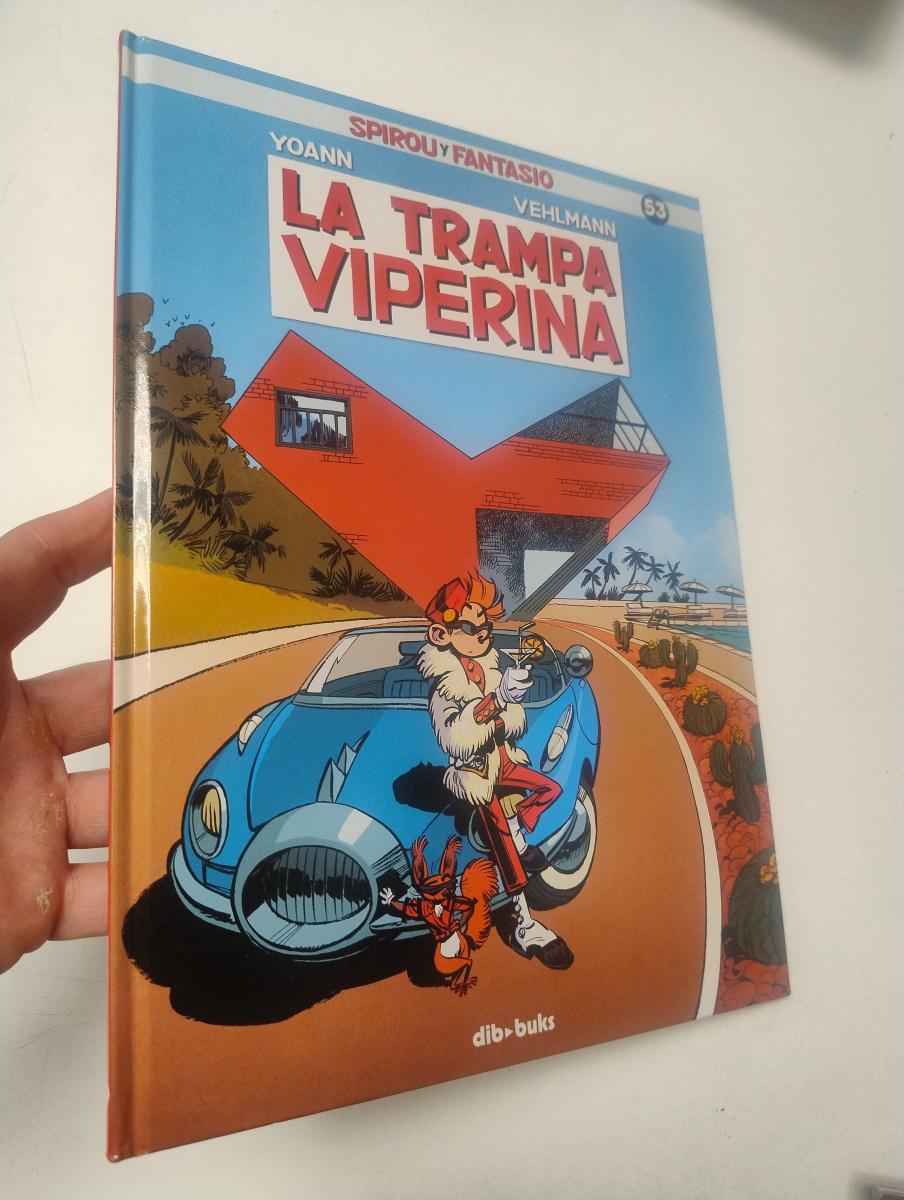 SPIROU Y FANTASIO
53
YOANN
VEHLMANN
LA TRAMPA
VIPERINA
dib▸buks